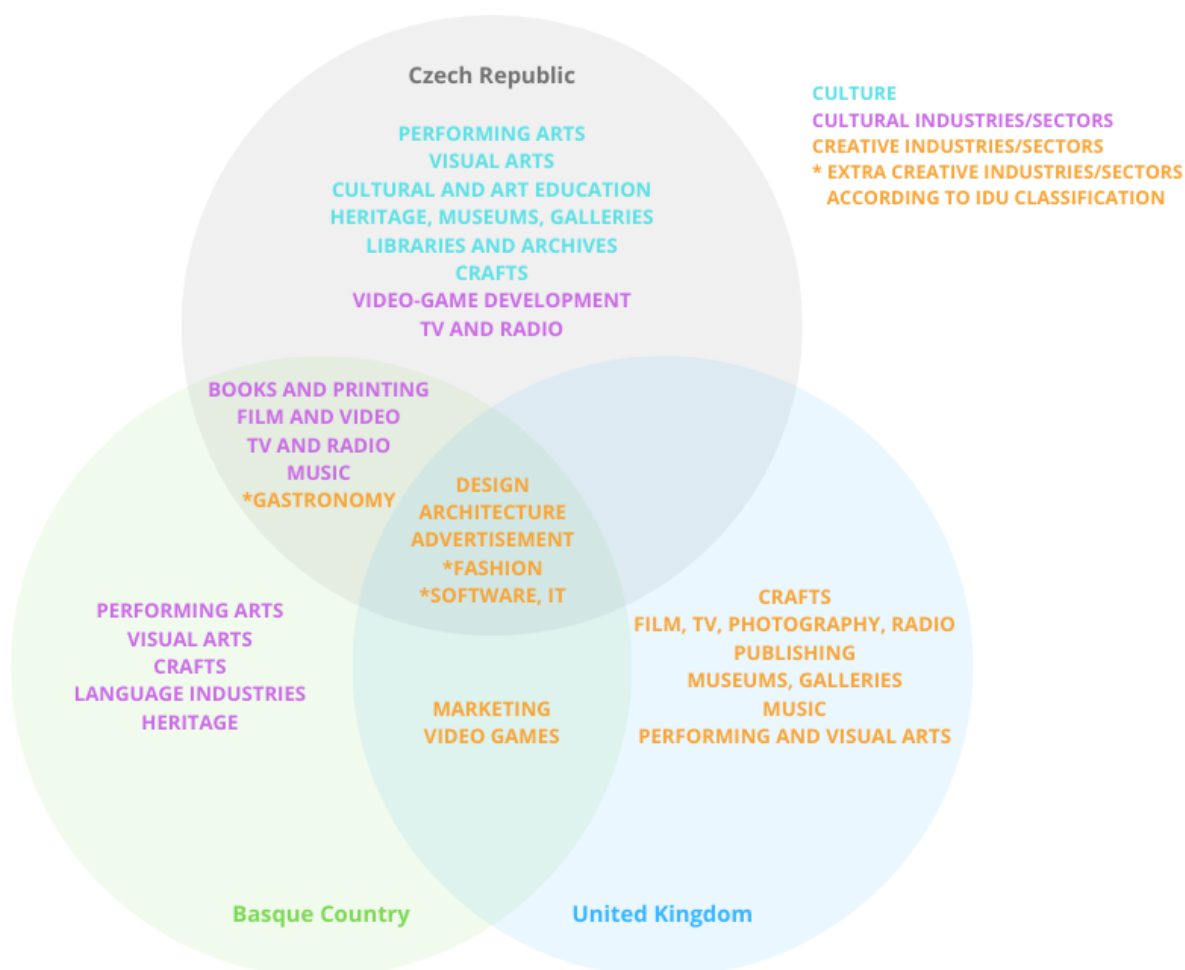 Czech Republic
PERFORMING ARTS
VISUAL ARTS
CULTURAL AND ART EDUCATION
HERITAGE, MUSEUMS, GALLERIES
LIBRARIES AND ARCHIVES
CRAFTS
VIDEO-GAME DEVELOPMENT
TV AND RADIO
CULTURE
CULTURAL INDUSTRIES/SECTORS
CREATIVE INDUSTRIES/SECTORS
* EXTRA CREATIVE INDUSTRIES/SECTORS
ACCORDING TO IDU CLASSIFICATION
BOOKS AND PRINTING
FILM AND VIDEO
TV AND RADIO
MUSIC
*GASTRONOMY
DESIGN
ARCHITECTURE
ADVERTISEMENT
*FASHION
*SOFTWARE, IT
PERFORMING ARTS
VISUAL ARTS
CRAFTS
LANGUAGE INDUSTRIES
HERITAGE
MARKETING
VIDEO GAMES
CRAFTS
FILM, TV, PHOTOGRAPHY, RADIO
PUBLISHING
MUSEUMS, GALLERIES
MUSIC
PERFORMING AND VISUAL ARTS
Basque Country
United Kingdom